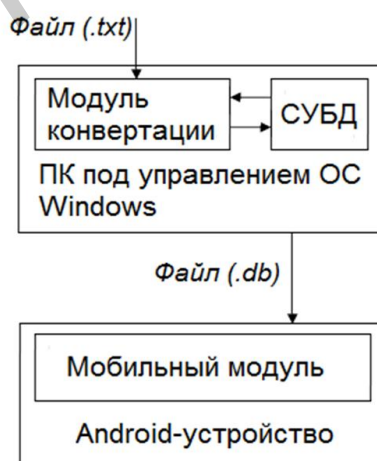 Файл (.txt)
Модуль
конвертации
СУБД
ПК под управлением ОС
Windows
Файл (.db)
Мобильный модуль
Android-устройство